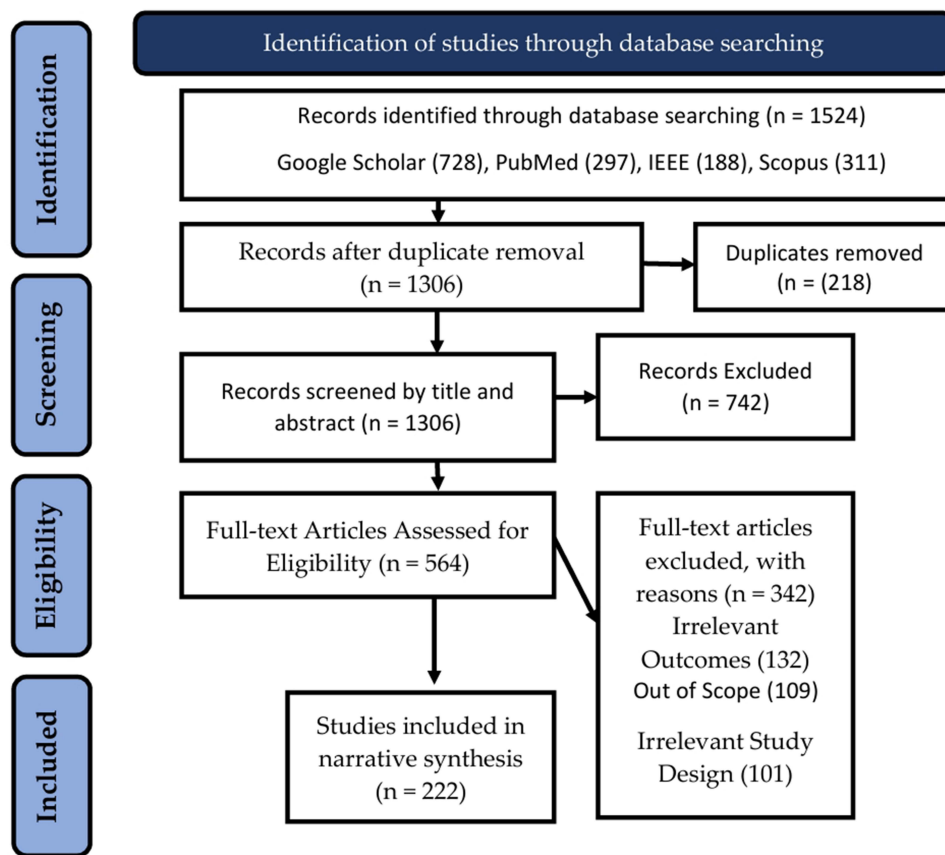 Identification of studies through database searching
Identification
Records identified through database searching (n = 1524)
Google Scholar (728), PubMed (297), IEEE (188), Scopus (311)
Records after duplicate removal
(n = 1306)
Duplicates removed
(n = (218)
Screening
Records screened by title and
abstract (n = 1306)
Records Excluded
(n = 742)
Eligibility
Full-text Articles Assessed for
Eligibility (n = 564)
Full-text articles
excluded, with
reasons (n = 342)
Irrelevant
Outcomes (132)
Out of Scope (109)
Irrelevant Study
Design (101)
Included
Studies included in
narrative synthesis
(n = 222)